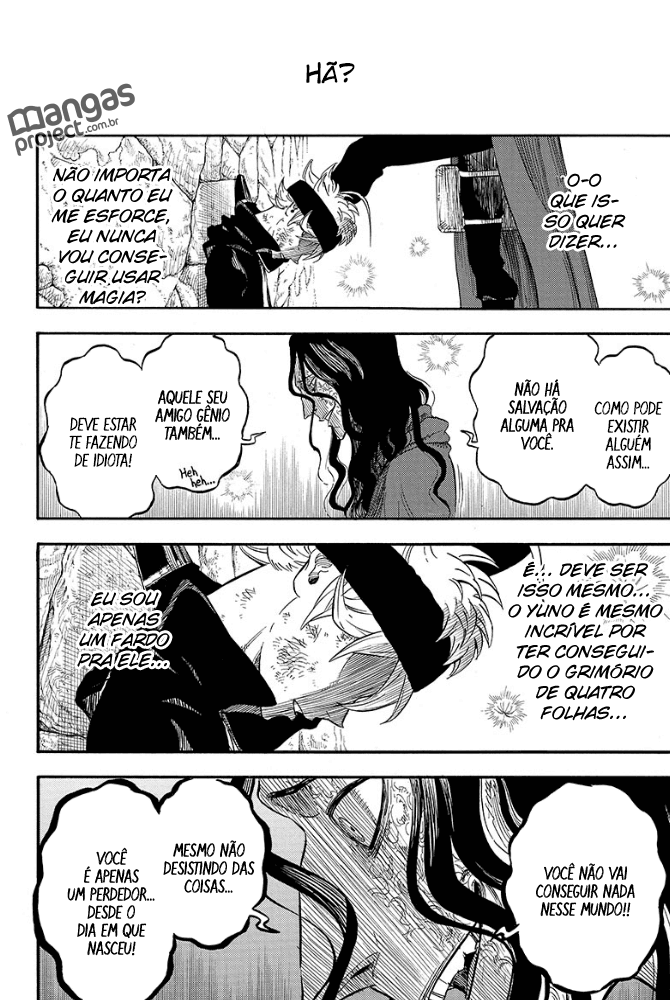 HÃ?
mangas
project.com.br
O-O
QUE IS-
SO QUER
DIZER...
NÃO IMPORTA
O QUANTO EU
ME ESFORCE,
EU NUNCA
VOU CONSE-
GUIR USAR
MAGIA?
COMO PODE
EXISTIR
ALGUÉM
ASSIM...
NÃO HÁ
SALVAÇÃO
ALGUMA PRA
VOCÊ.
AQUELE SEU
AMIGO GÊNIO
TAMBÉM...
DEVE ESTAR
TE FAZENDO
DE IDIOTA!
Heh
heh...
É... DEVE SER
ISSO MESMO...
O YUNO É MESMO
INCRÍVEL POR
TER CONSEGUI-
DO O GRIMÓRIO
DE QUATRO
FOLHAS...
EU SOU
APENAS
UM FARDO
PRA ELE...
VOCÊ NÃO VAI
CONSEGUIR NADA
NESSE MUNDO!!
MESMO NÃO
DESISTINDO DAS
COISAS...
VOCÊ
É APENAS
UM PERDEDOR...
DESDE O
DIA EM QUE
NASCEU!